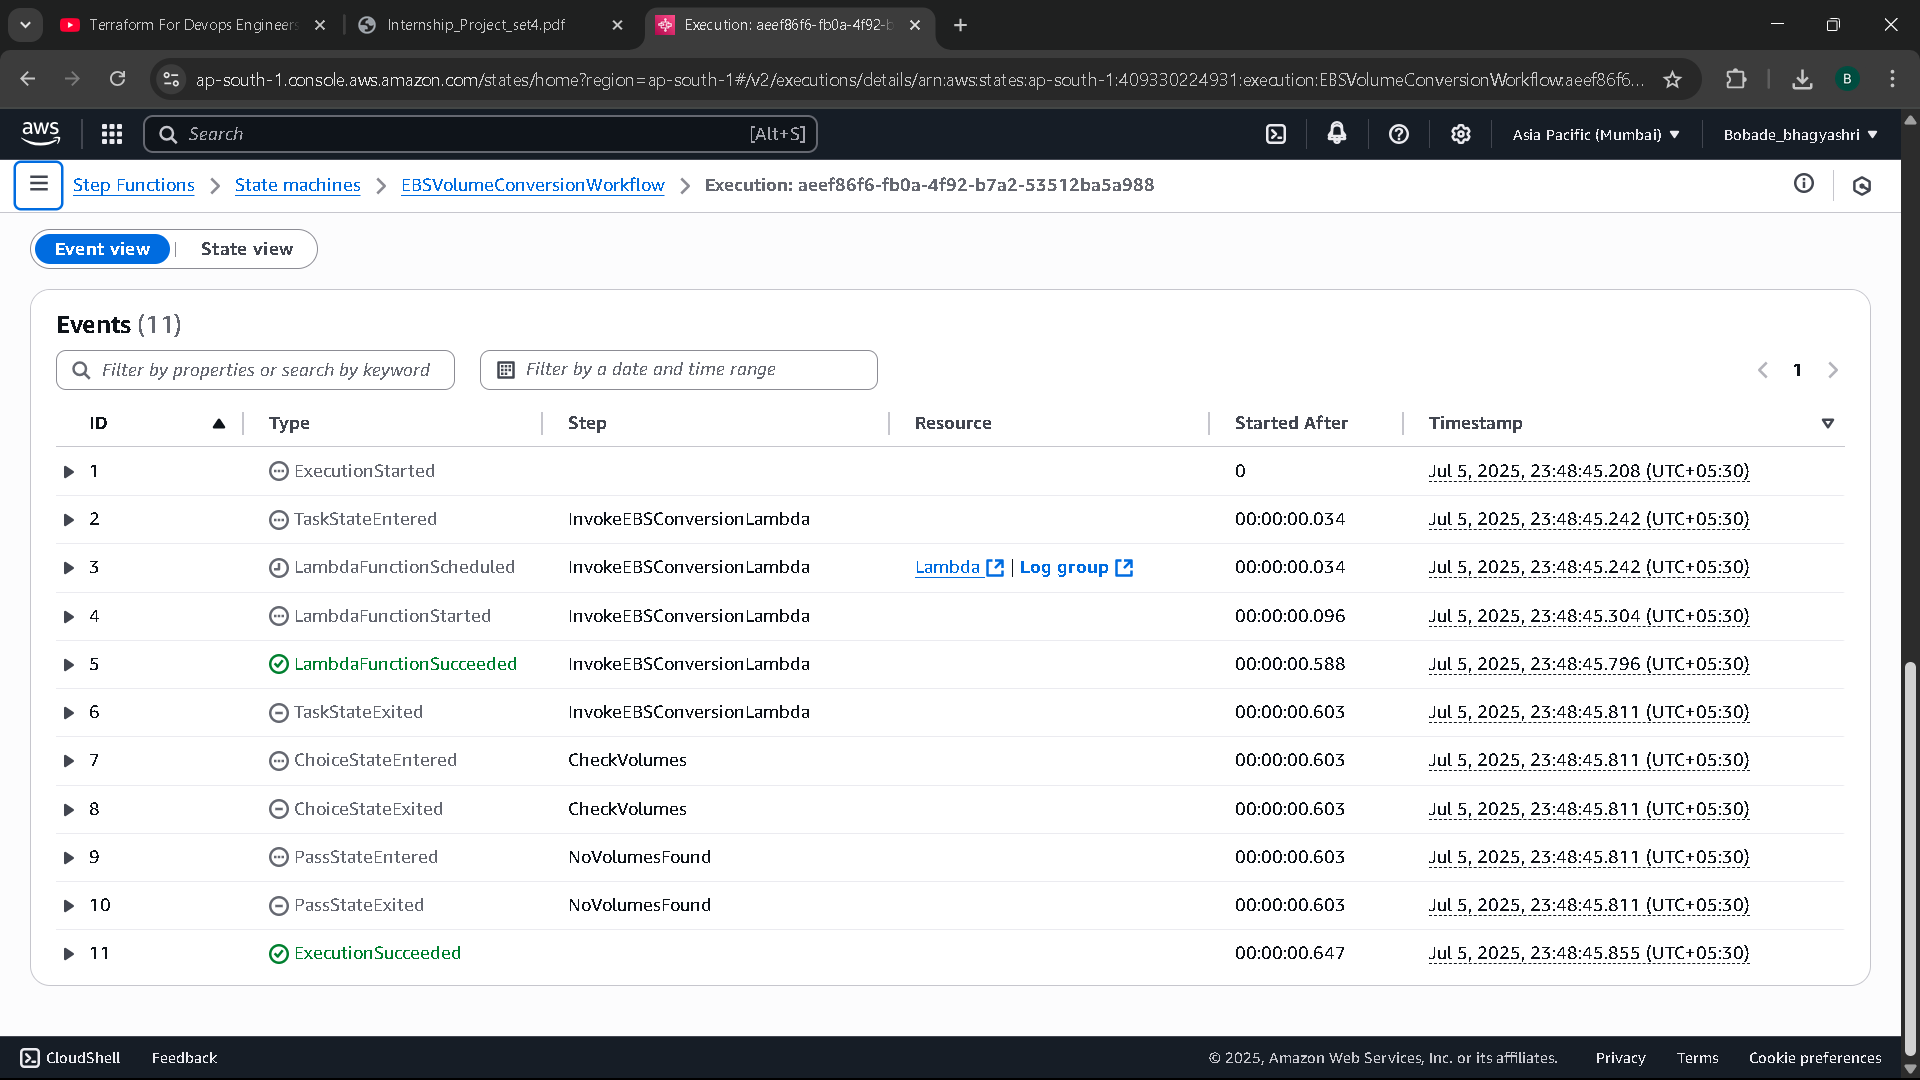 Terraform For Devops Engineers
Internship_Project_set4.pdf
Execution: aeef86f6-fb0a-4f92-b
ap-south-1.console.aws.amazon.com/states/home?region=ap-south-1#/v2/executions/details/arn:aws:states:ap-south-1:409330224931:execution:EBSVolumeConversionWorkflow:aeef86f6...
B
aws
Search
[Alt+S]
Asia Pacific (Mumbai)
Bobade_bhagyashri
Step Functions
State machines
EBSVolumeConversionWorkflow
Execution: aeef86f6-fb0a-4f92-b7a2-53512ba5a988
Event view
State view
Events (11)
Filter by properties or search by keyword
Filter by a date and time range
1
ID Type Step Resource Started After Timestamp
1 ExecutionStarted 0 Jul 5, 2025, 23:48:45.208 (UTC+05:30)
2 TaskStateEntered InvokeEBSConversionLambda 00:00:00.034 Jul 5, 2025, 23:48:45.242 (UTC+05:30)
3 LambdaFunctionScheduled InvokeEBSConversionLambda Lambda | Log group 00:00:00.034 Jul 5, 2025, 23:48:45.242 (UTC+05:30)
4 LambdaFunctionStarted InvokeEBSConversionLambda 00:00:00.096 Jul 5, 2025, 23:48:45.304 (UTC+05:30)
5 LambdaFunctionSucceeded InvokeEBSConversionLambda 00:00:00.588 Jul 5, 2025, 23:48:45.796 (UTC+05:30)
6 TaskStateExited InvokeEBSConversionLambda 00:00:00.603 Jul 5, 2025, 23:48:45.811 (UTC+05:30)
7 ChoiceStateEntered CheckVolumes 00:00:00.603 Jul 5, 2025, 23:48:45.811 (UTC+05:30)
8 ChoiceStateExited CheckVolumes 00:00:00.603 Jul 5, 2025, 23:48:45.811 (UTC+05:30)
9 PassStateEntered NoVolumesFound 00:00:00.603 Jul 5, 2025, 23:48:45.811 (UTC+05:30)
10 PassStateExited NoVolumesFound 00:00:00.603 Jul 5, 2025, 23:48:45.811 (UTC+05:30)
11 ExecutionSucceeded 00:00:00.647 Jul 5, 2025, 23:48:45.855 (UTC+05:30)
CloudShell Feedback © 2025, Amazon Web Services, Inc. or its affiliates. Privacy Terms Cookie preferences